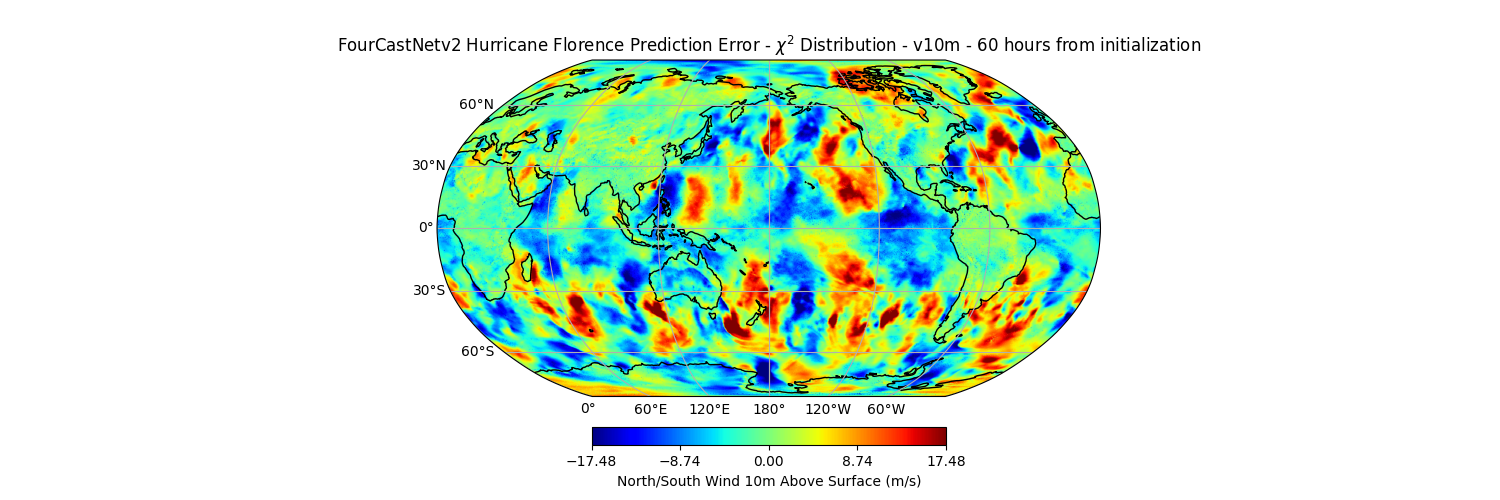 FourCastNetv2 Hurricane Florence Prediction Error - χ² Distribution - v10m - 60 hours from initialization
60°N
30°N
0°
30°S
60°S
0° 60°E 120°E 180° 120°W 60°W
−17.48 −8.74 0.00 8.74 17.48
North/South Wind 10m Above Surface (m/s)